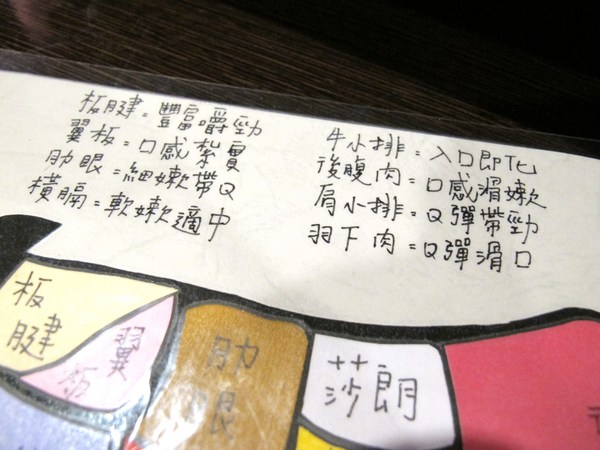 板腱=豐富嚼勁
翼板=口感紮實
肋眼=細嫩帶Q
橫膈=軟嫩適中
牛小排=入口即化
後腹肉=口感滑嫩
肩小排=Q彈帶勁
羽下肉=Q彈滑口
板腱
翼板
肋眼
莎朗